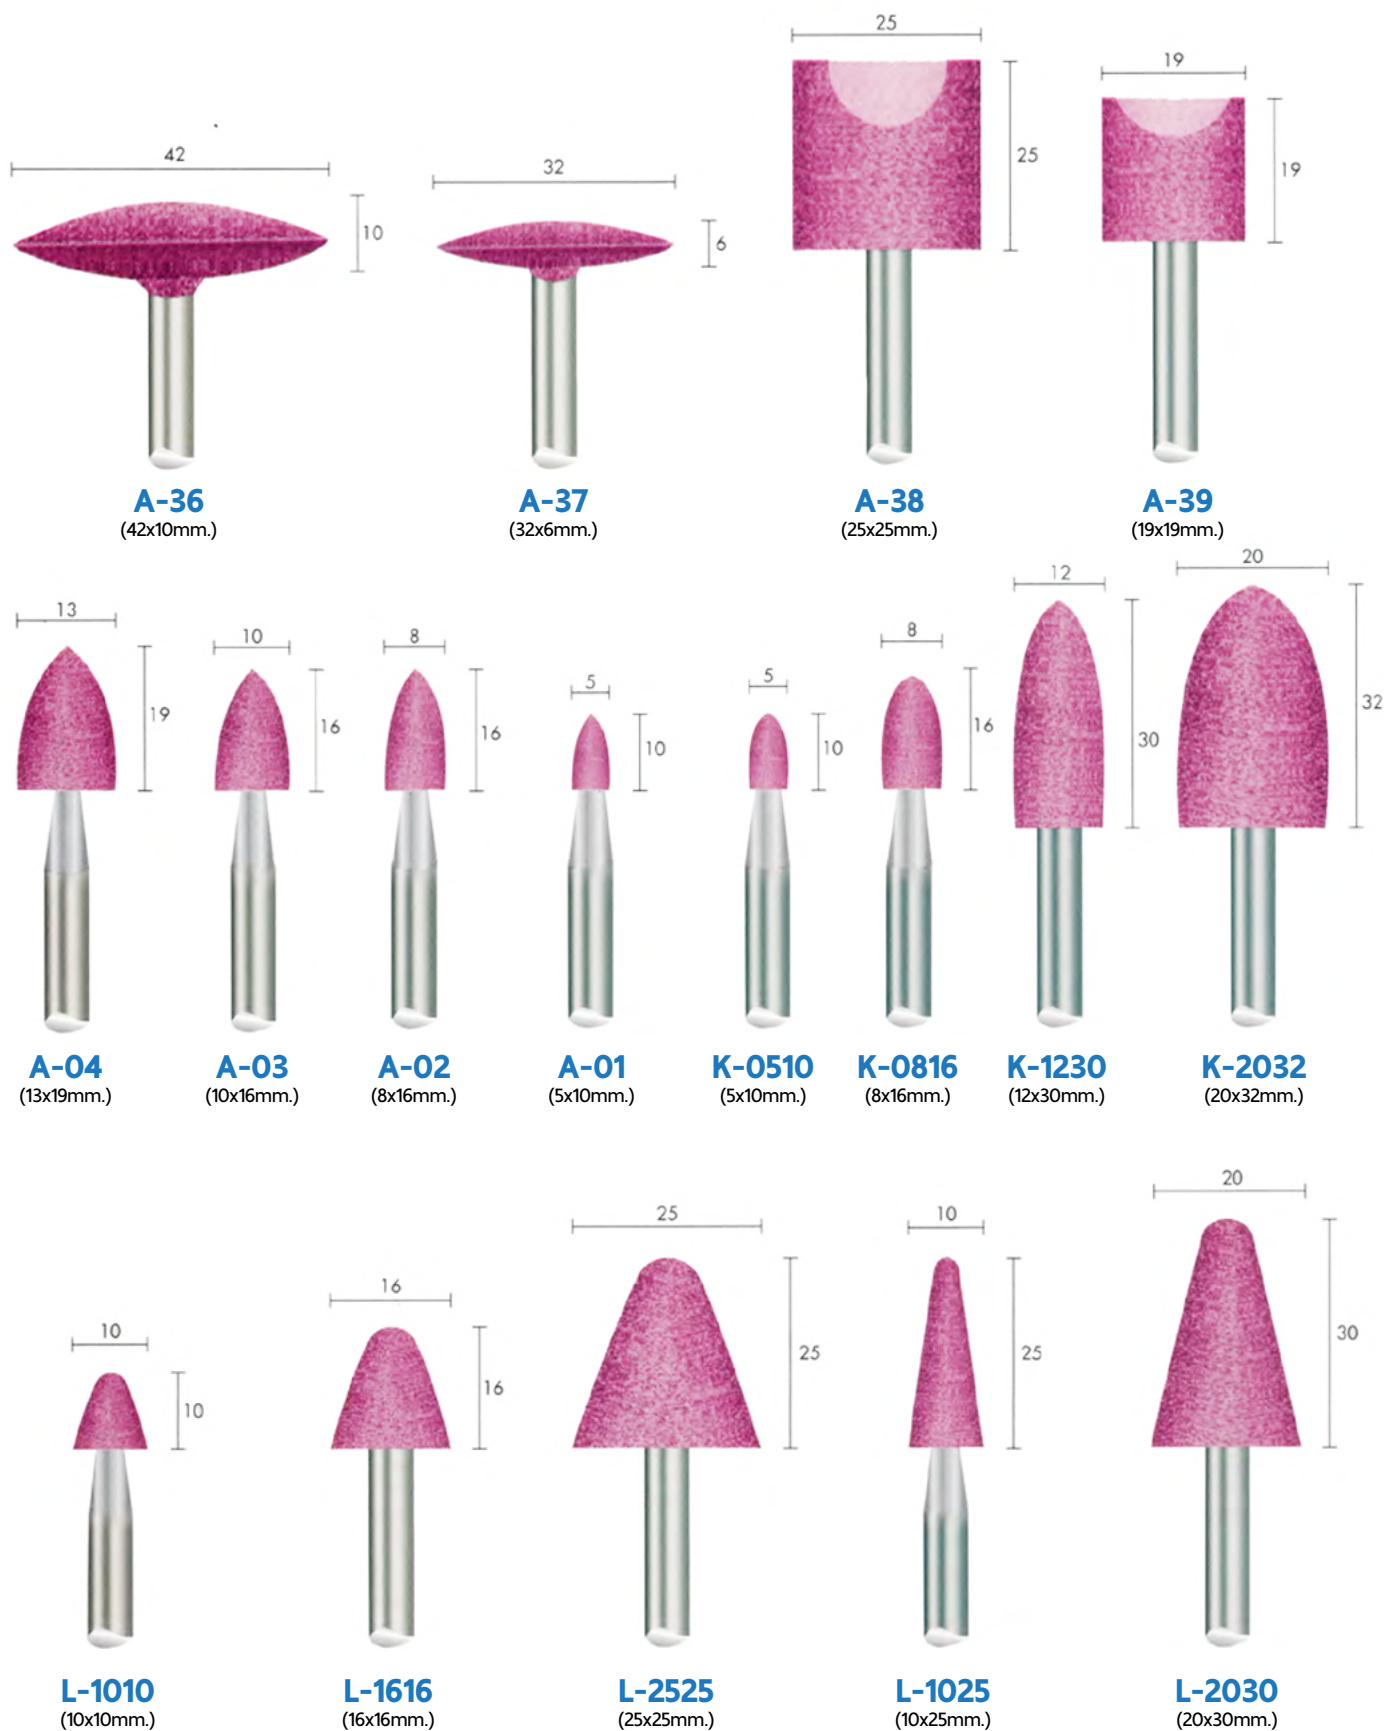 25
19
42
32
25
19
10
6
A-36
A-37
A-38
A-39
(42x10mm.)
(32x6mm.)
(25x25mm.)
(19x19mm.)
13
10
8
5
5
8
12
20
19
16
16
10
10
16
30
32
A-04
A-03
A-02
A-01
K-0510
K-0816
K-1230
K-2032
(13x19mm.)
(10x16mm.)
(8x16mm.)
(5x10mm.)
(5x10mm.)
(8x16mm.)
(12x30mm.)
(20x32mm.)
10
16
25
10
20
10
16
25
25
30
L-1010
L-1616
L-2525
L-1025
L-2030
(10x10mm.)
(16x16mm.)
(25x25mm.)
(10x25mm.)
(20x30mm.)